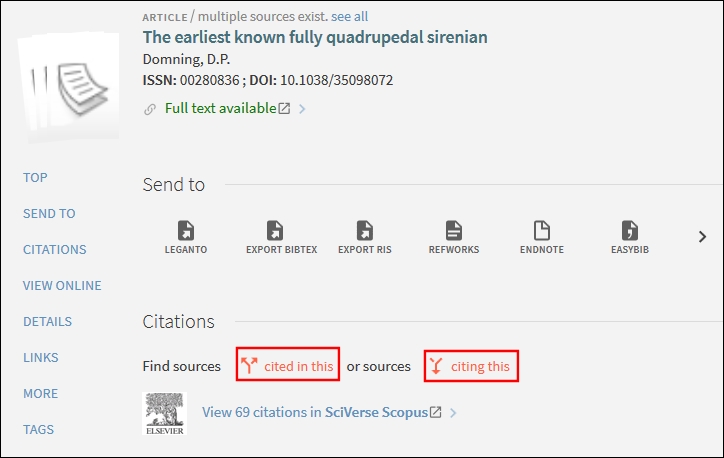 ARTICLE / multiple sources exist. see all
The earliest known fully quadrupedal sirenian
Domning, D.P.
ISSN: 00280836 ; DOI: 10.1038/35098072
Full text available
TOP
SEND TO
CITATIONS
VIEW ONLINE
DETAILS
LINKS
MORE
TAGS
Send to
LEGANTO EXPORT BIBTEX EXPORT RIS REFWORKS ENDNOTE EASYBIB
Citations
Find sources cited in this or sources citing this
ELSEVIER
View 69 citations in SciVerse Scopus